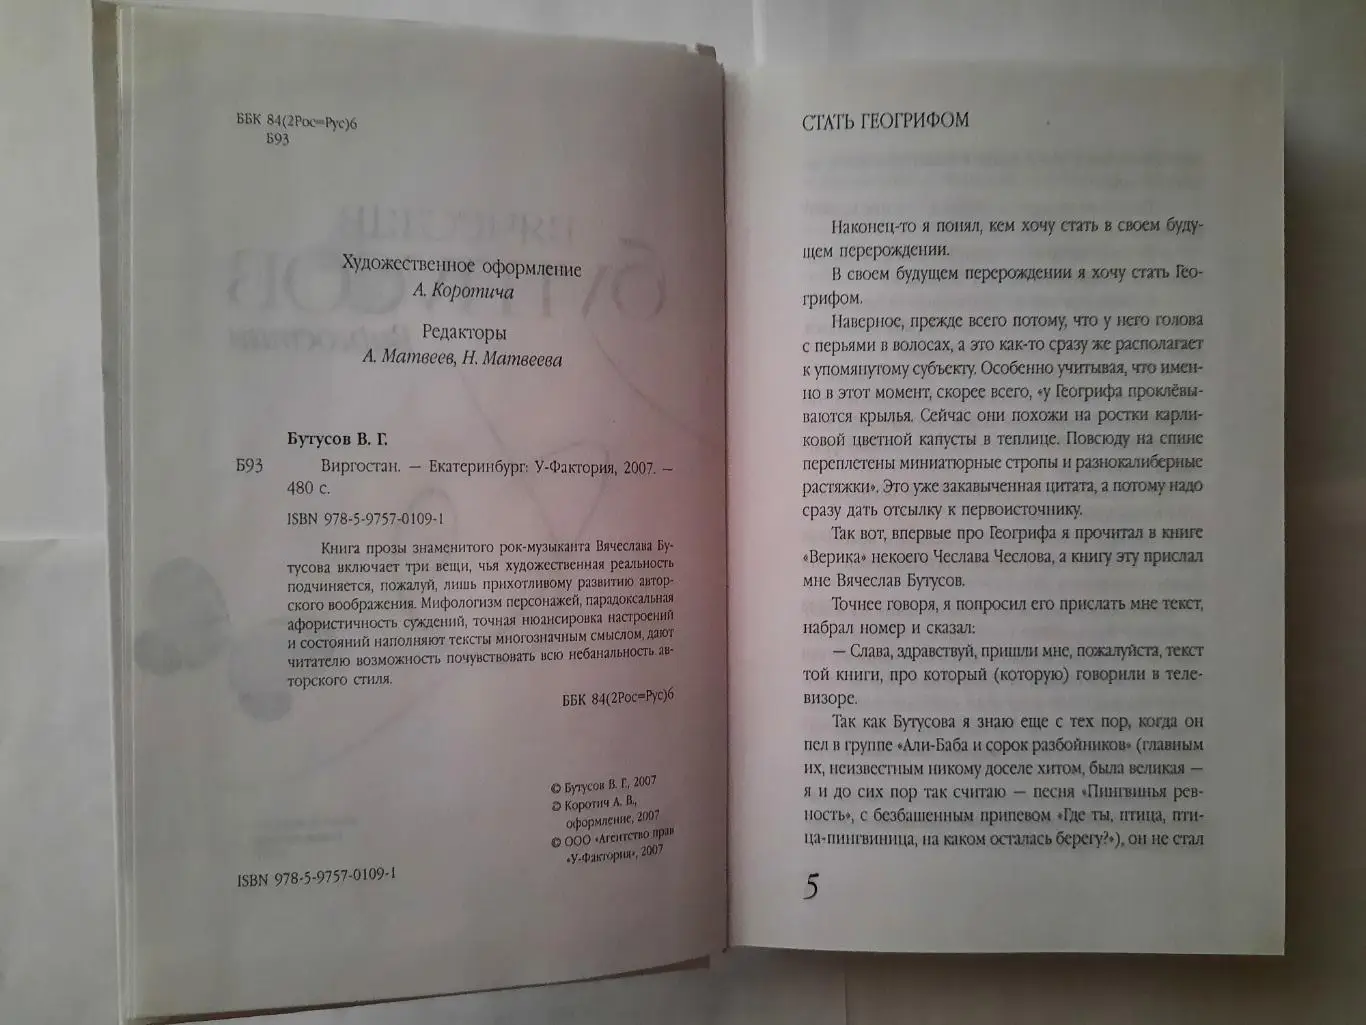 ББК 84(2Рос=Рус)6
Б93
Художественное оформление
А. Коротича
Редакторы
А. Матвеев, Н. Матвеева
Бутусов В. Г.
Б93 Виргостан. — Екатеринбург: У-Фактория, 2007. —
480 с.
ISBN 978-5-9757-0109-1
Книга прозы знаменитого рок-музыканта Вячеслава Бу-
тусова включает три вещи, чья художественная реальность
подчиняется, пожалуй, лишь прихотливому развитию автор-
ского воображения. Мифологизм персонажей, парадоксальная
афористичность суждений, точная нюансировка настроений
и состояний наполняют тексты многозначным смыслом, дают
читателю возможность почувствовать всю небанальность ав-
торского стиля.
ББК 84(2Рос=Рус)6
© Бутусов В. Г., 2007
© Коротич А. В.,
оформление, 2007
© ООО «Агентство прав
«У-Фактория», 2007
ISBN 978-5-9757-0109-1
СТАТЬ ГЕОГРИФОМ
Наконец-то я понял, кем хочу стать в своем буду-
щем перерождении.
В своем будущем перерождении я хочу стать Гео-
грифом.
Наверное, прежде всего потому, что у него голова
с перьями в волосах, а это как-то сразу же располагает
к упомянутому субъекту. Особенно учитывая, что имен-
но в этот момент, скорее всего, «у Геогрифа проклёвы-
ваются крылья. Сейчас они похожи на ростки карли-
ковой цветной капусты в теплице. Повсюду на спине
переплетены миниатюрные стропы и разнокалиберные
растяжки». Это уже закавыченная цитата, а потому надо
сразу дать отсылку к первоисточнику.
Так вот, впервые про Геогрифа я прочитал в книге
«Верика» некоего Чеслава Чеслова, а книгу эту прислал
мне Вячеслав Бутусов.
Точнее говоря, я попросил его прислать мне текст,
набрал номер и сказал:
— Слава, здравствуй, пришли мне, пожалуйста, текст
той книги, про который (которую) говорили в теле-
визоре.
Так как Бутусова я знаю еще с тех пор, когда он
пел в группе «Али-Баба и сорок разбойников» (главным
их, неизвестным никому доселе хитом, была великая —
я и до сих пор так считаю — песня «Пингвинья рев-
ность», с безбашенным припевом «Где ты, птица, пти-
ца-пингвиница, на каком осталась берегу?»), он не стал
5